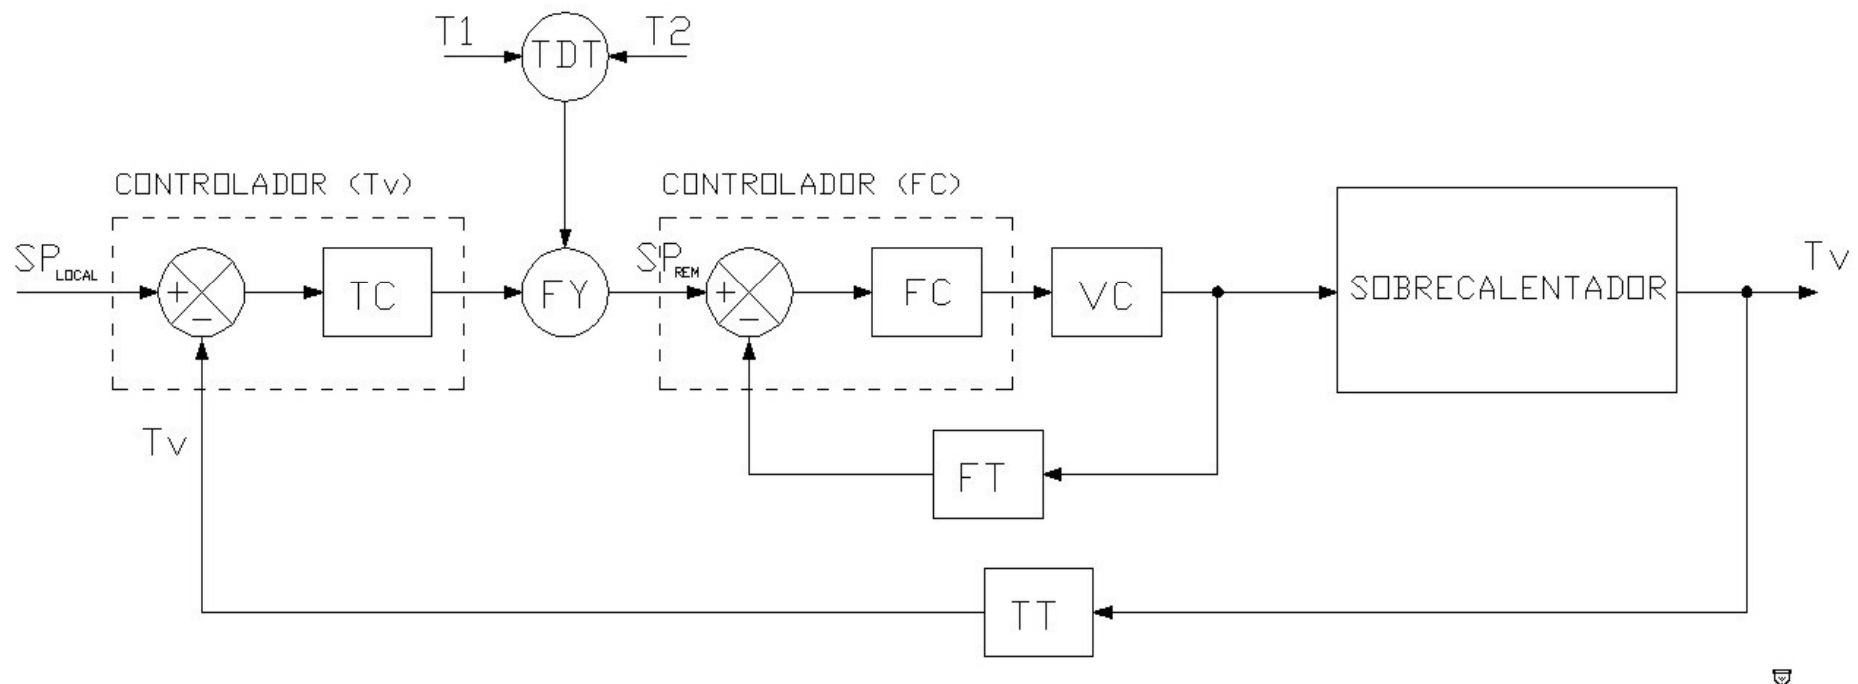 T1
TDT
T2
CONTROLADOR (Tv)
CONTROLADOR (FC)
SP LOCAL
+
−
TC
FY
SP REM
+
−
FC
VC
SOBRECALENTADOR
Tv
Tv
FT
TT